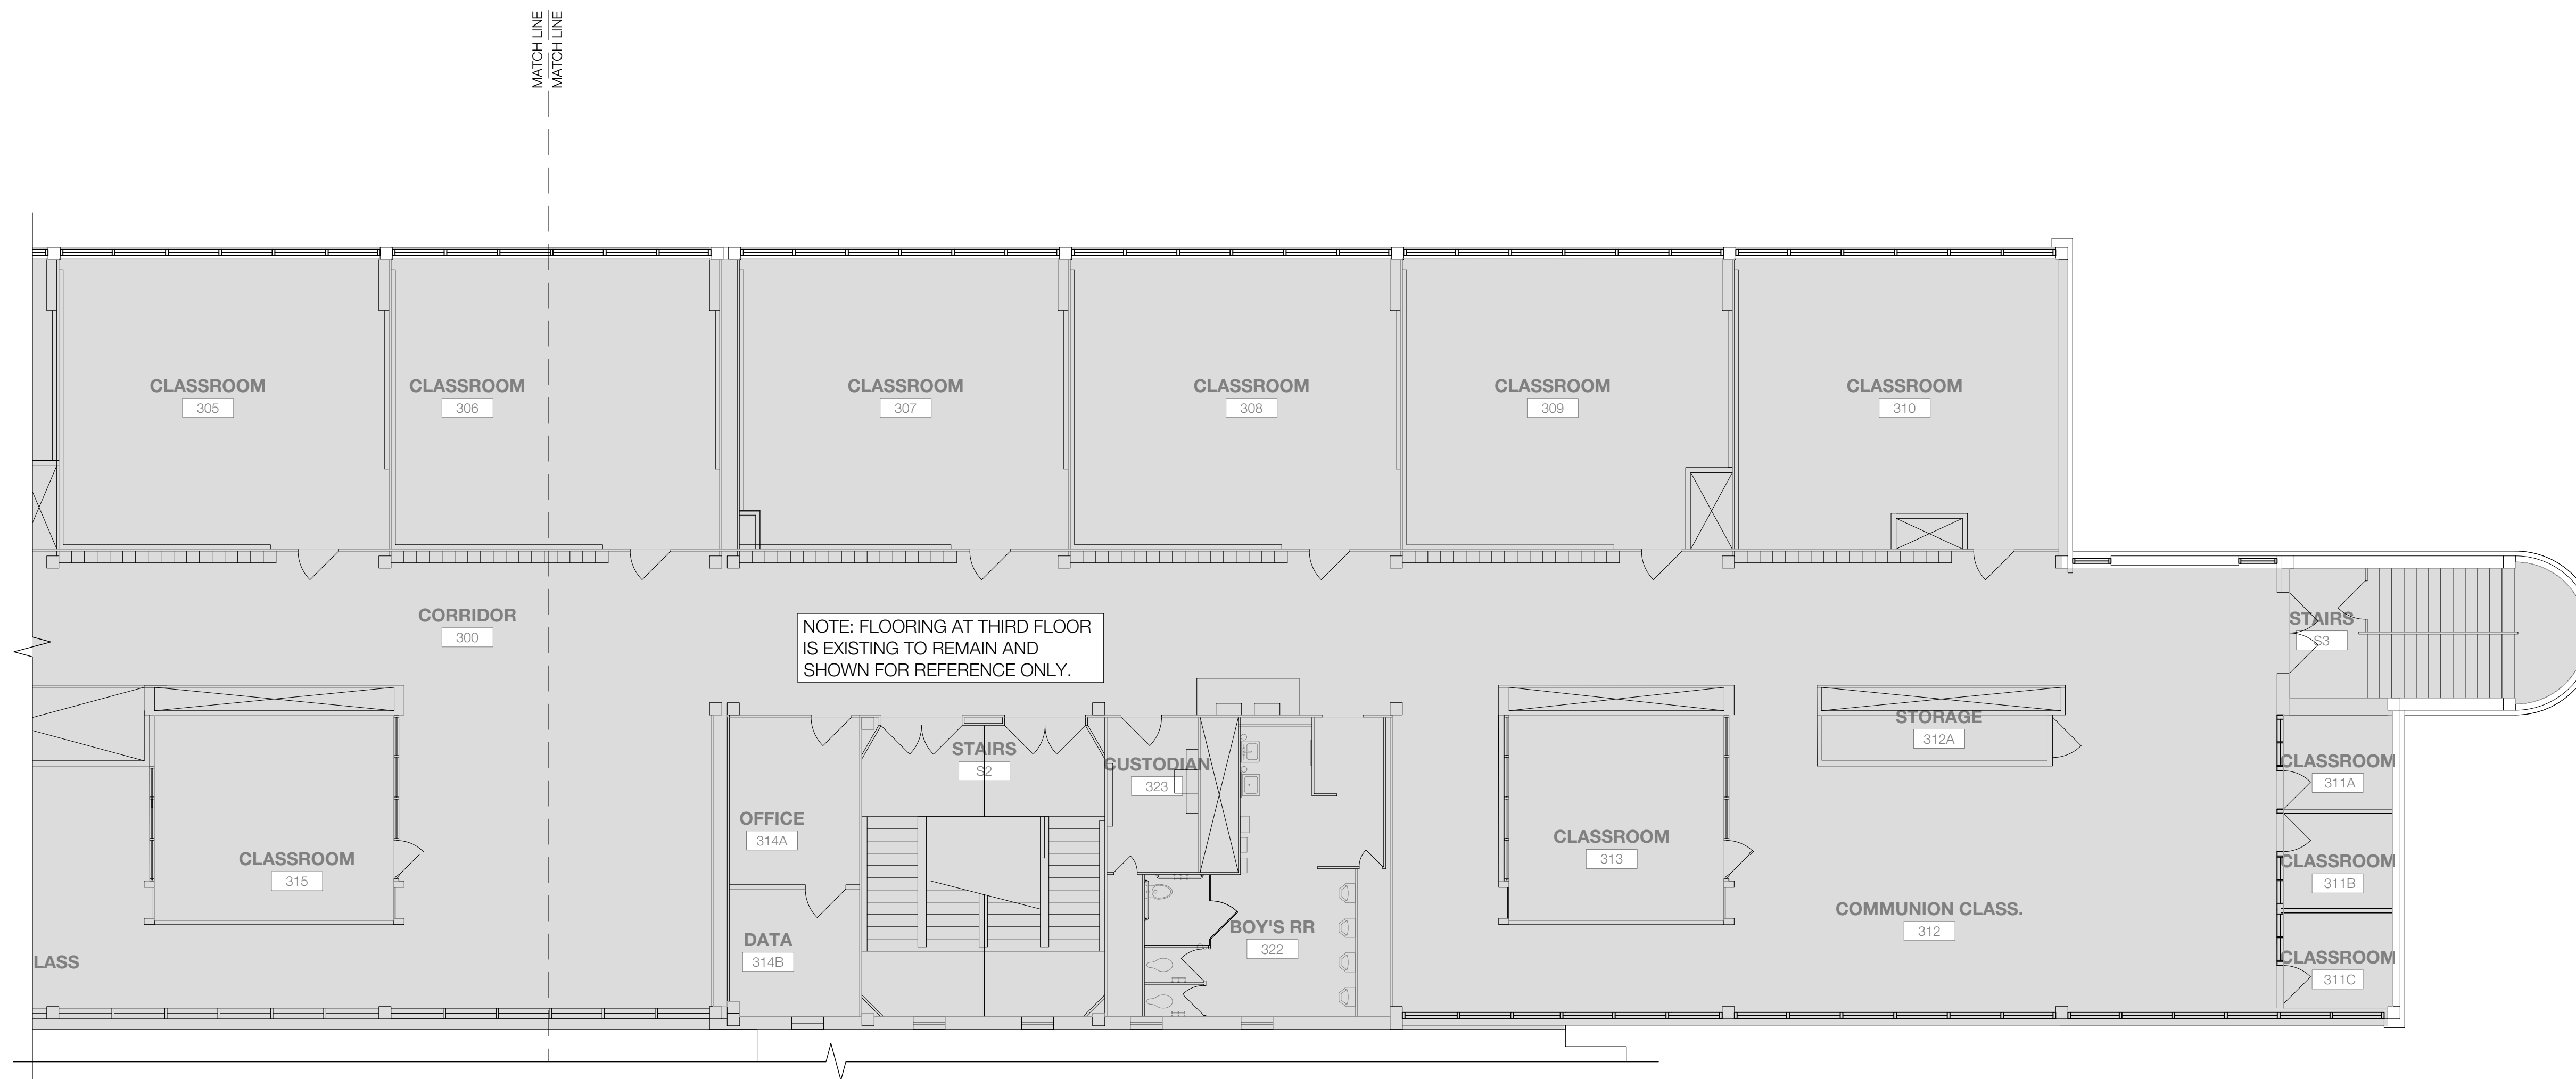 MATCH LINE
MATCH LINE
CLASSROOM
305
CLASSROOM
306
CLASSROOM
307
CLASSROOM
308
CLASSROOM
309
CLASSROOM
310
CORRIDOR
300
NOTE: FLOORING AT THIRD FLOOR
IS EXISTING TO REMAIN AND
SHOWN FOR REFERENCE ONLY.
STAIRS
S3
STORAGE
312A
STAIRS
S2
CUSTODIAN
323
CLASSROOM
311A
OFFICE
314A
CLASSROOM
313
CLASSROOM
315
CLASSROOM
311B
COMMUNION CLASS.
312
BOY'S RR
322
DATA
314B
LASS
CLASSROOM
311C